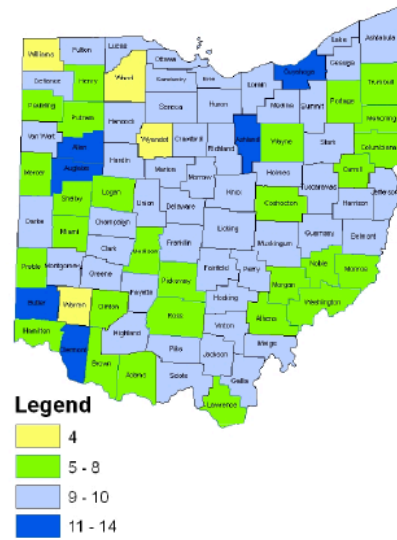 Lake
Ashtabula
Williams
Fulton
Lucas
Ottawa
Cuyahoga
Geauga
Defiance
Henry
Wood
Sandusky
Erie
Lorain
Trumbull
Paulding
Putnam
Seneca
Huron
Medina
Summit
Portage
Mahoning
Van Wert
Hancock
Wyandot
Crawford
Richland
Ashland
Wayne
Stark
Columbiana
Allen
Hardin
Marion
Morrow
Holmes
Carroll
Mercer
Auglaize
Logan
Union
Knox
Coshocton
Tuscarawas
Harrison
Jefferson
Shelby
Delaware
Darke
Champaign
Licking
Guernsey
Belmont
Miami
Clark
Madison
Franklin
Muskingum
Noble
Monroe
Preble
Montgomery
Greene
Fairfield
Perry
Morgan
Pickaway
Fayette
Washington
Butler
Warren
Clinton
Ross
Hocking
Athens
Hamilton
Highland
Vinton
Clermont
Pike
Meigs
Jackson
Brown
Adams
Scioto
Gallia
Lawrence
Legend
4
5 - 8
9 - 10
11 - 14